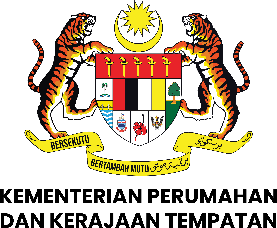 BERSEKUTU
BERTAMBAH MUTU
KEMENTERIAN PERUMAHAN
DAN KERAJAAN TEMPATAN